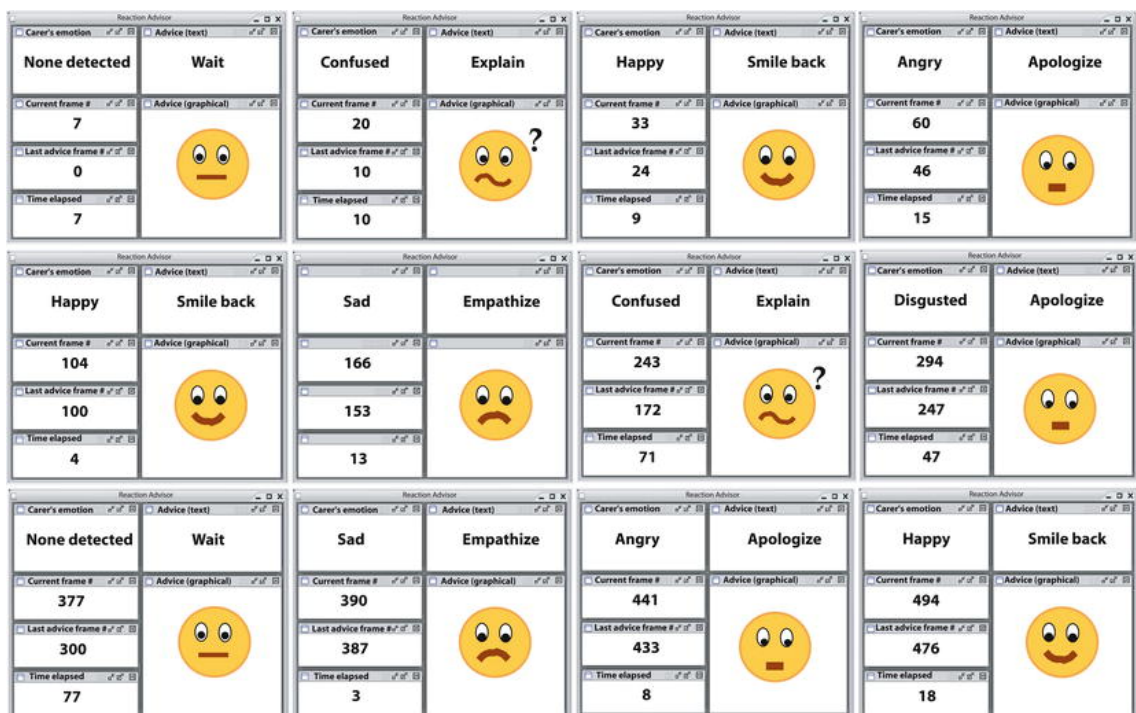 Reaction Advisor
Carer's emotion
Advice (text)
None detected
Wait
Current frame #
Advice (graphical)
7
Last advice frame #
0
Time elapsed
7
Reaction Advisor
Carer's emotion
Advice (text)
Confused
Explain
Current frame #
Advice (graphical)
20
?
Last advice frame #
10
Time elapsed
10
Reaction Advisor
Carer's emotion
Advice (text)
Happy
Smile back
Current frame #
Advice (graphical)
33
Last advice frame #
24
Time elapsed
9
Reaction Advisor
Carer's emotion
Advice (text)
Angry
Apologize
Current frame #
Advice (graphical)
60
Last advice frame #
46
Time elapsed
15
Reaction Advisor
Carer's emotion
Advice (text)
Happy
Smile back
Current frame #
Advice (graphical)
104
Last advice frame #
100
Time elapsed
4
Reaction Advisor
Sad
Empathize
166
153
13
Reaction Advisor
Carer's emotion
Advice (text)
Confused
Explain
Current frame #
Advice (graphical)
243
?
Last advice frame #
172
Time elapsed
71
Reaction Advisor
Carer's emotion
Advice (text)
Disgusted
Apologize
Current frame #
Advice (graphical)
294
Last advice frame #
247
Time elapsed
47
Reaction Advisor
Carer's emotion
Advice (text)
None detected
Wait
Current frame #
Advice (graphical)
377
Last advice frame #
300
Time elapsed
77
Reaction Advisor
Carer's emotion
Advice (text)
Sad
Empathize
Current frame #
Advice (graphical)
390
Last advice frame #
387
Time elapsed
3
Reaction Advisor
Carer's emotion
Advice (text)
Angry
Apologize
Current frame #
Advice (graphical)
441
Last advice frame #
433
Time elapsed
8
Reaction Advisor
Carer's emotion
Advice (text)
Happy
Smile back
Current frame #
Advice (graphical)
494
Last advice frame #
476
Time elapsed
18